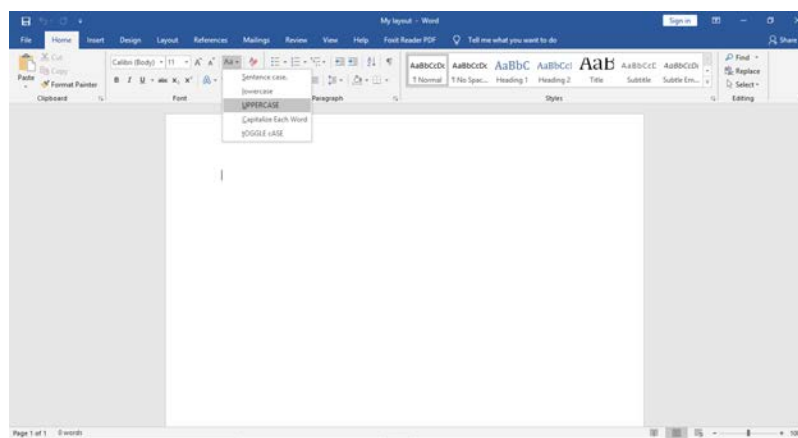 My layout - Word
Sign in
File Home Insert Design Layout References Mailings Review View Help Foxit Reader PDF Tell me what you want to do Share
Cut
Copy
Format Painter
Paste
Clipboard
Calibri (Body) 11 A A Aa
B I U abc x, x' A
Font
Sentence case.
lowercase
UPPERCASE
Capitalize Each Word
tOGGLE cASE
Paragraph
AaBbCcDc AaBbCcDc AaBbC AaBbCcI AaB AaBbCcC AaBbCcDi
¶ Normal ¶ No Spac... Heading 1 Heading 2 Title Subtitle Subtle Em...
Styles
Find
Replace
Select
Editing
Page 1 of 1 0 words